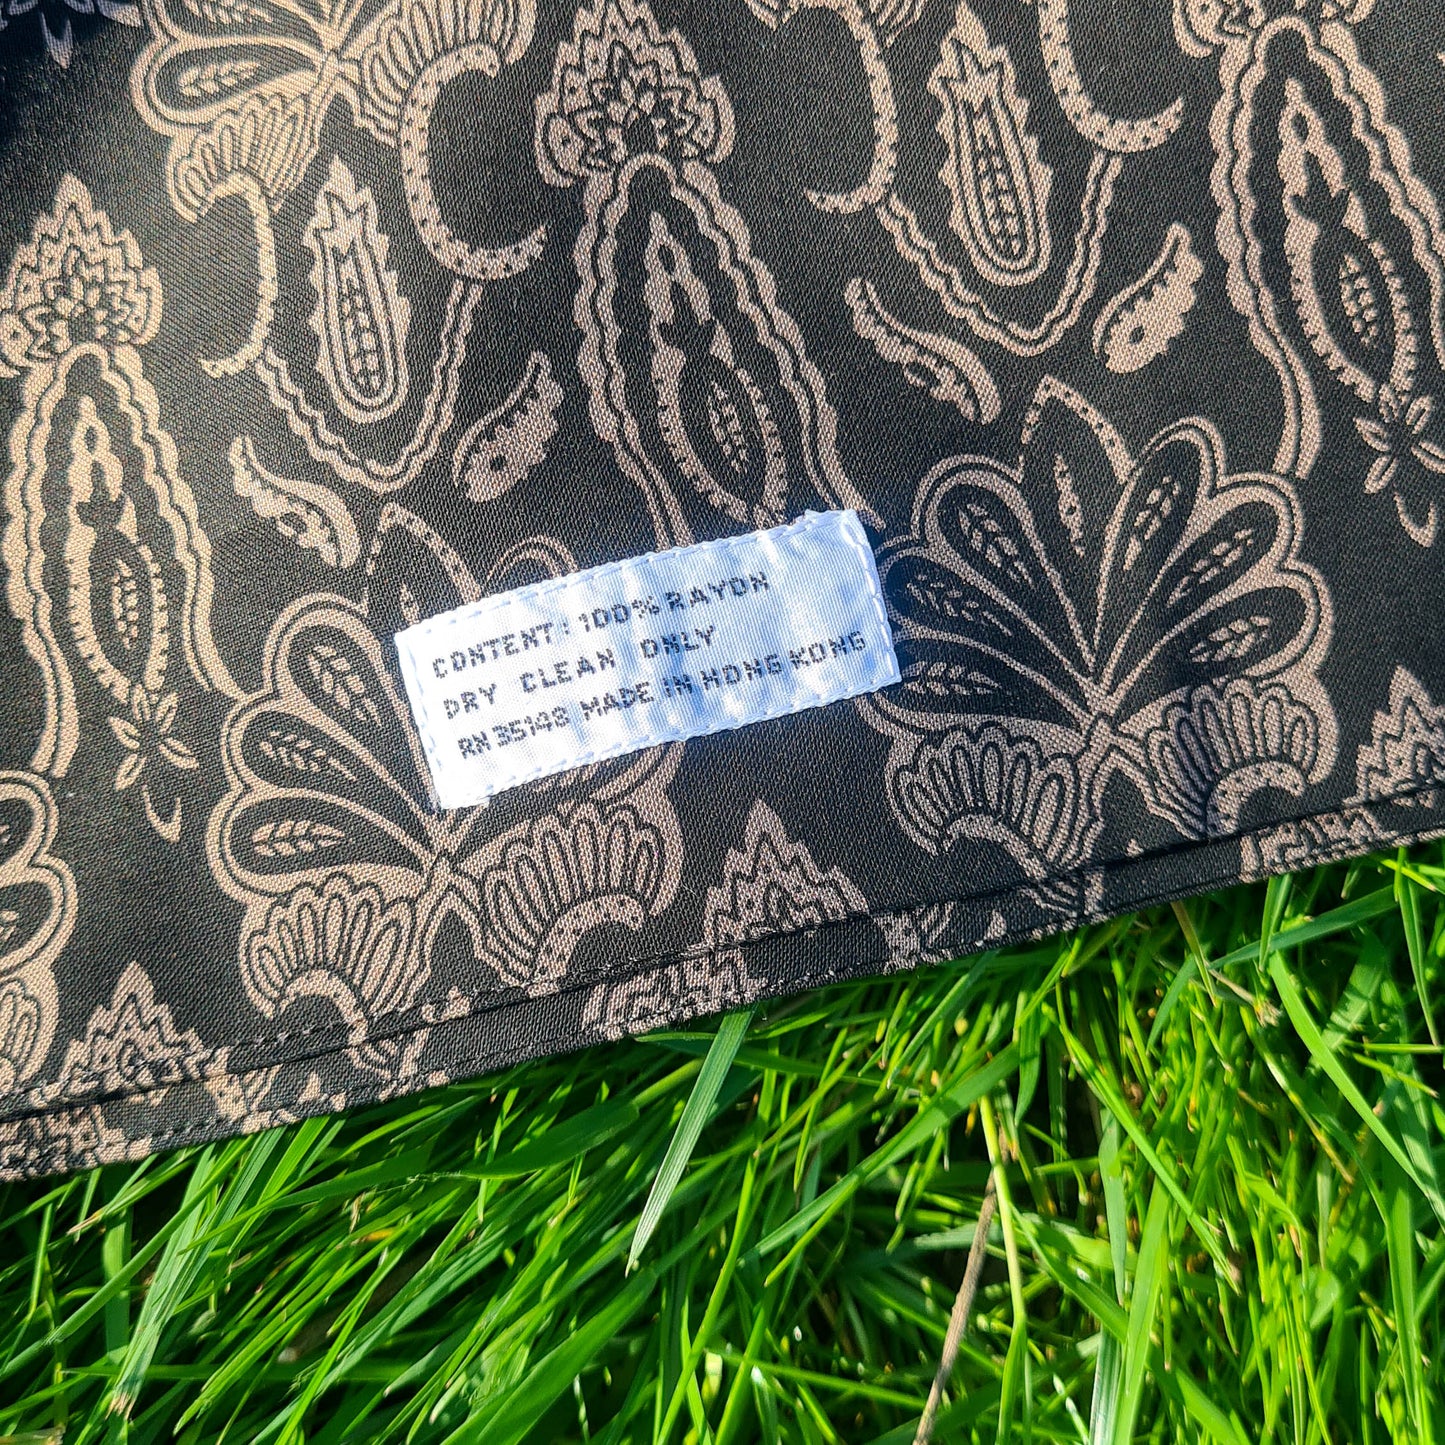 CONTENT: 100% RAYON
DRY CLEAN ONLY
RN 35148 MADE IN HONG KONG